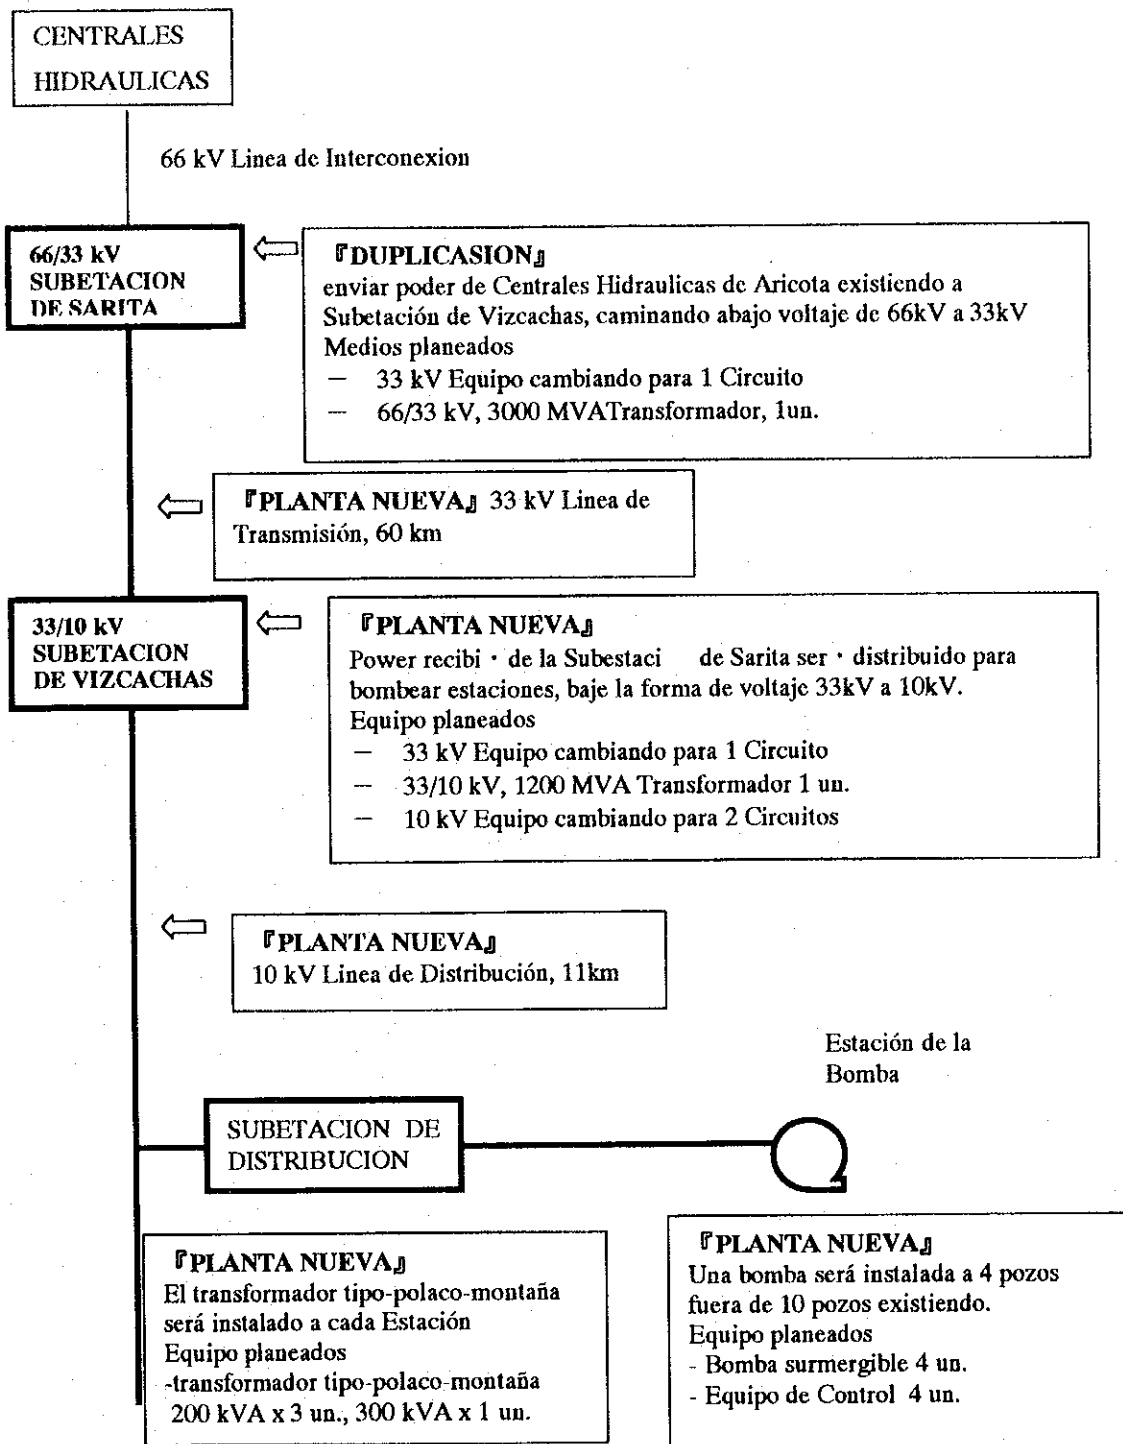 CENTRALES
HIDRAULICAS
66 kV Linea de Interconexion
66/33 kV
SUBETACION
DE SARITA
『DUPLICASION』
enviar poder de Centrales Hidraulicas de Aricota existiendo a
Subetación de Vizcachas, caminando abajo voltaje de 66kV a 33kV
Medios planeados
— 33 kV Equipo cambiando para 1 Circuito
— 66/33 kV, 3000 MVATransformador, 1un.
『PLANTA NUEVA』 33 kV Linea de
Transmisión, 60 km
33/10 kV
SUBETACION
DE VIZCACHAS
『PLANTA NUEVA』
Power recibi・de la Subestaci de Sarita ser・distribuido para
bombear estaciones, baje la forma de voltaje 33kV a 10kV.
Equipo planeados
— 33 kV Equipo cambiando para 1 Circuito
— 33/10 kV, 1200 MVA Transformador 1 un.
— 10 kV Equipo cambiando para 2 Circuitos
『PLANTA NUEVA』
10 kV Linea de Distribución, 11km
Estación de la
Bomba
SUBETACION DE
DISTRIBUCION
『PLANTA NUEVA』
El transformador tipo-polaco-montaña
será instalado a cada Estación
Equipo planeados
-transformador tipo-polaco-montaña
200 kVA x 3 un., 300 kVA x 1 un.
『PLANTA NUEVA』
Una bomba será instalada a 4 pozos
fuera de 10 pozos existiendo.
Equipo planeados
- Bomba surmergible 4 un.
- Equipo de Control 4 un.